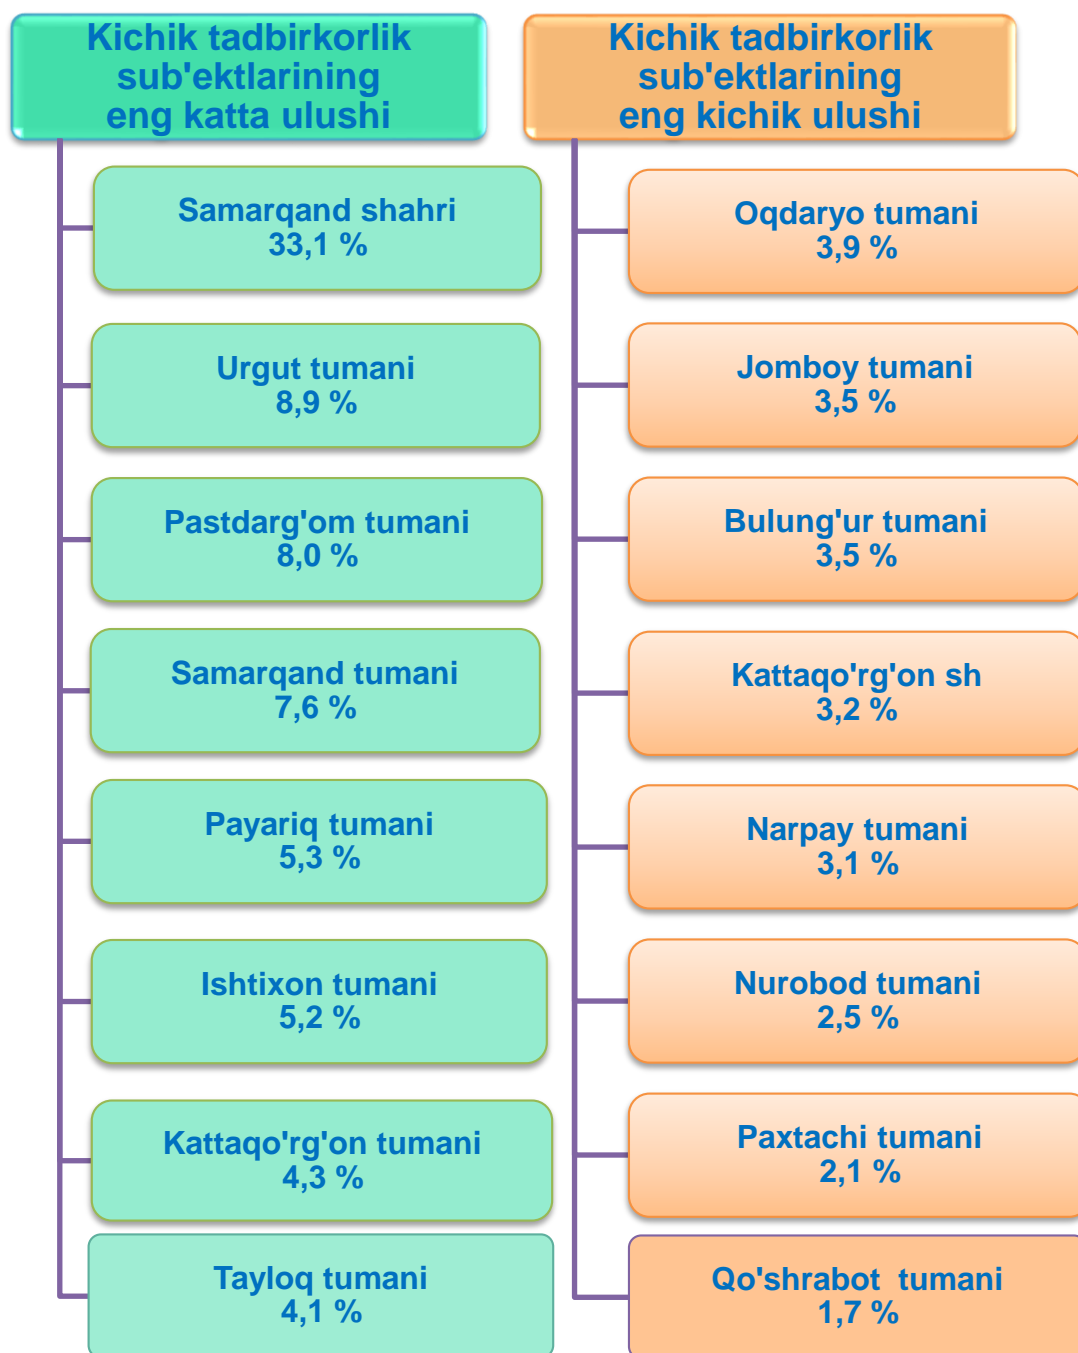 Kichik tadbirkorlik
sub'ektlarining
eng katta ulushi
Samarqand shahri
33,1 %
Urgut tumani
8,9 %
Pastdarg'om tumani
8,0 %
Samarqand tumani
7,6 %
Payariq tumani
5,3 %
Ishtixon tumani
5,2 %
Kattaqo'rg'on tumani
4,3 %
Tayloq tumani
4,1 %
Kichik tadbirkorlik
sub'ektlarining
eng kichik ulushi
Oqdaryo tumani
3,9 %
Jomboy tumani
3,5 %
Bulung'ur tumani
3,5 %
Kattaqo'rg'on sh
3,2 %
Narpay tumani
3,1 %
Nurobod tumani
2,5 %
Paxtachi tumani
2,1 %
Qo'shrabot  tumani
1,7 %